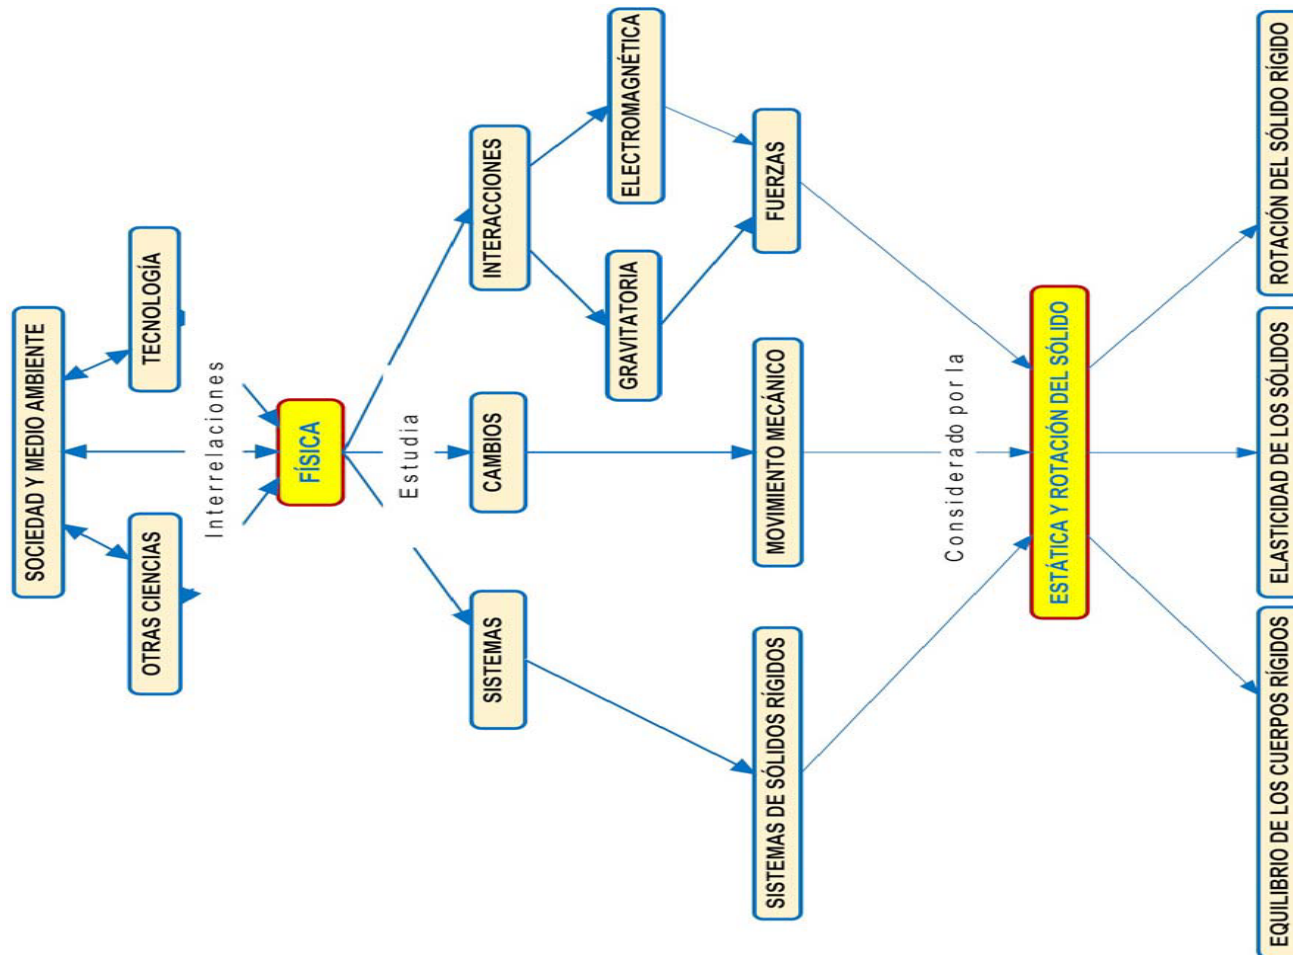 SOCIEDAD Y MEDIO AMBIENTE
OTRAS CIENCIAS
TECNOLOGÍA
Interrelaciones
FÍSICA
Estudia
SISTEMAS
CAMBIOS
INTERACCIONES
GRAVITATORIA
ELECTROMAGNÉTICA
SISTEMAS DE SÓLIDOS RÍGIDOS
MOVIMIENTO MECÁNICO
FUERZAS
Considerado por la
ESTÁTICA Y ROTACIÓN DEL SÓLIDO
EQUILIBRIO DE LOS CUERPOS RÍGIDOS
ELASTICIDAD DE LOS SÓLIDOS
ROTACIÓN DEL SÓLIDO RÍGIDO